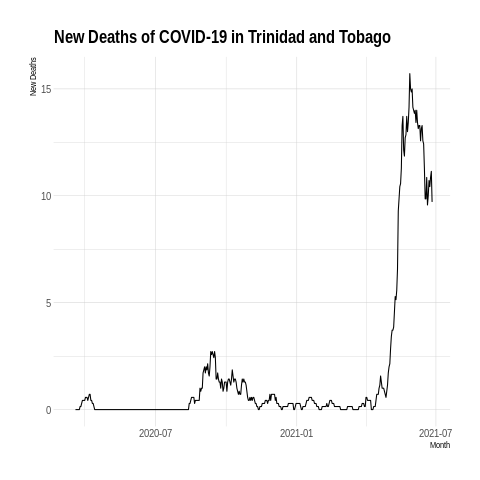 New Deaths of COVID-19 in Trinidad and Tobago
New Deaths
15
10
5
0
2020-07
2021-01
2021-07
Month